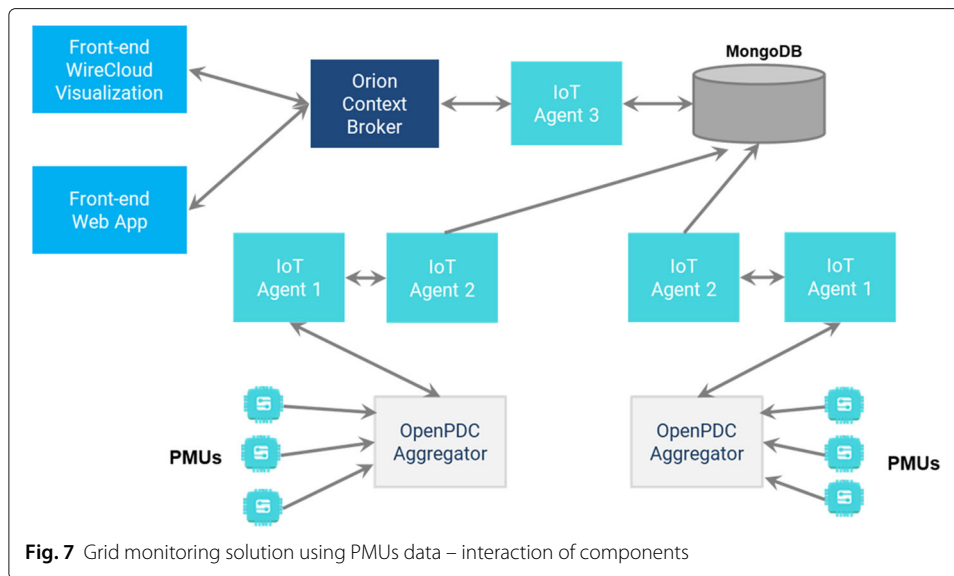 Front-end
WireCloud
Visualization
Orion
Context
Broker
IoT
Agent 3
MongoDB
Front-end
Web App
IoT
Agent 1
IoT
Agent 2
IoT
Agent 2
IoT
Agent 1
PMUs
OpenPDC
Aggregator
OpenPDC
Aggregator
PMUs
Fig. 7 Grid monitoring solution using PMUs data – interaction of components